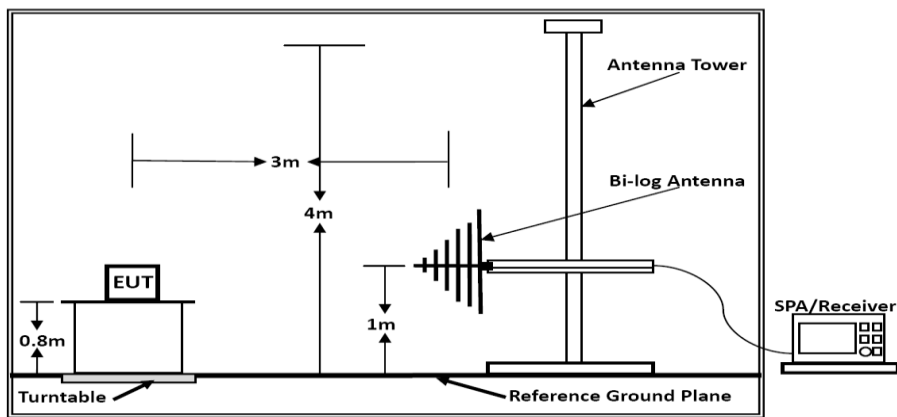 Antenna Tower
3m
Bi-log Antenna
4m
EUT
SPA/Receiver
0.8m
1m
Turntable
Reference Ground Plane